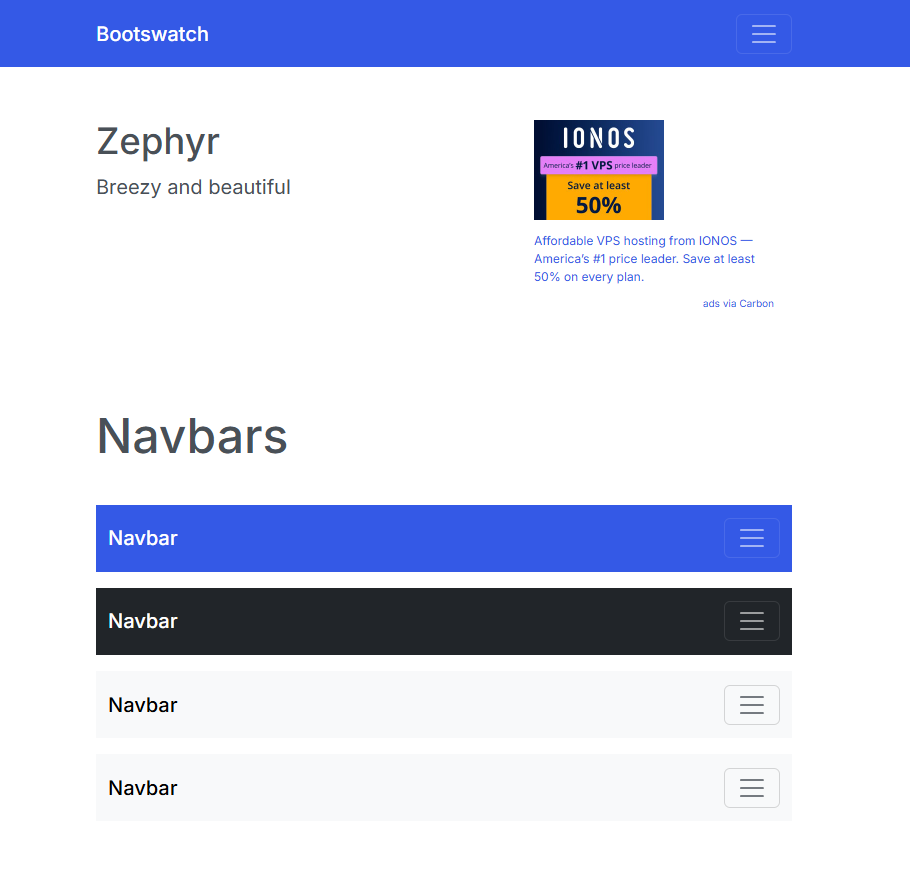 Bootswatch
Zephyr
Breezy and beautiful
IONOS
America's #1 VPS price leader
Save at least
50%
Affordable VPS hosting from IONOS —
America’s #1 price leader. Save at least
50% on every plan.
ads via Carbon
Navbars
Navbar
Navbar
Navbar
Navbar